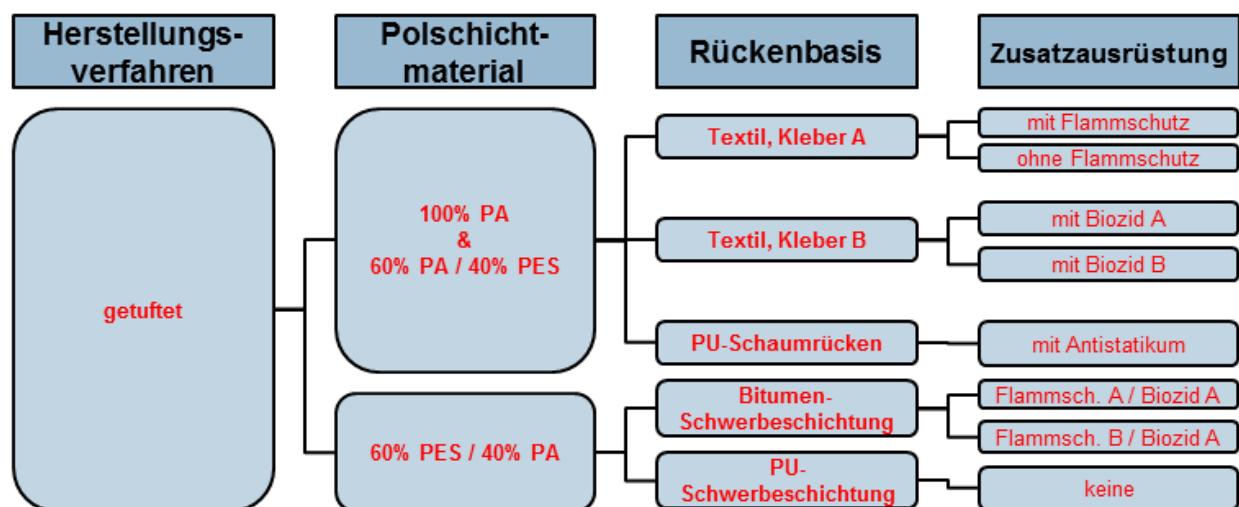 Herstellungs-
verfahren
Polschicht-
material
Rückenbasis
Zusatzausrüstung
getuftet
100% PA
&
60% PA / 40% PES
60% PES / 40% PA
Textil, Kleber A
Textil, Kleber B
PU-Schaumrücken
Bitumen-
Schwerbeschichtung
PU-
Schwerbeschichtung
mit Flammschutz
ohne Flammschutz
mit Biozid A
mit Biozid B
mit Antistatikum
Flammsch. A / Biozid A
Flammsch. B / Biozid A
keine